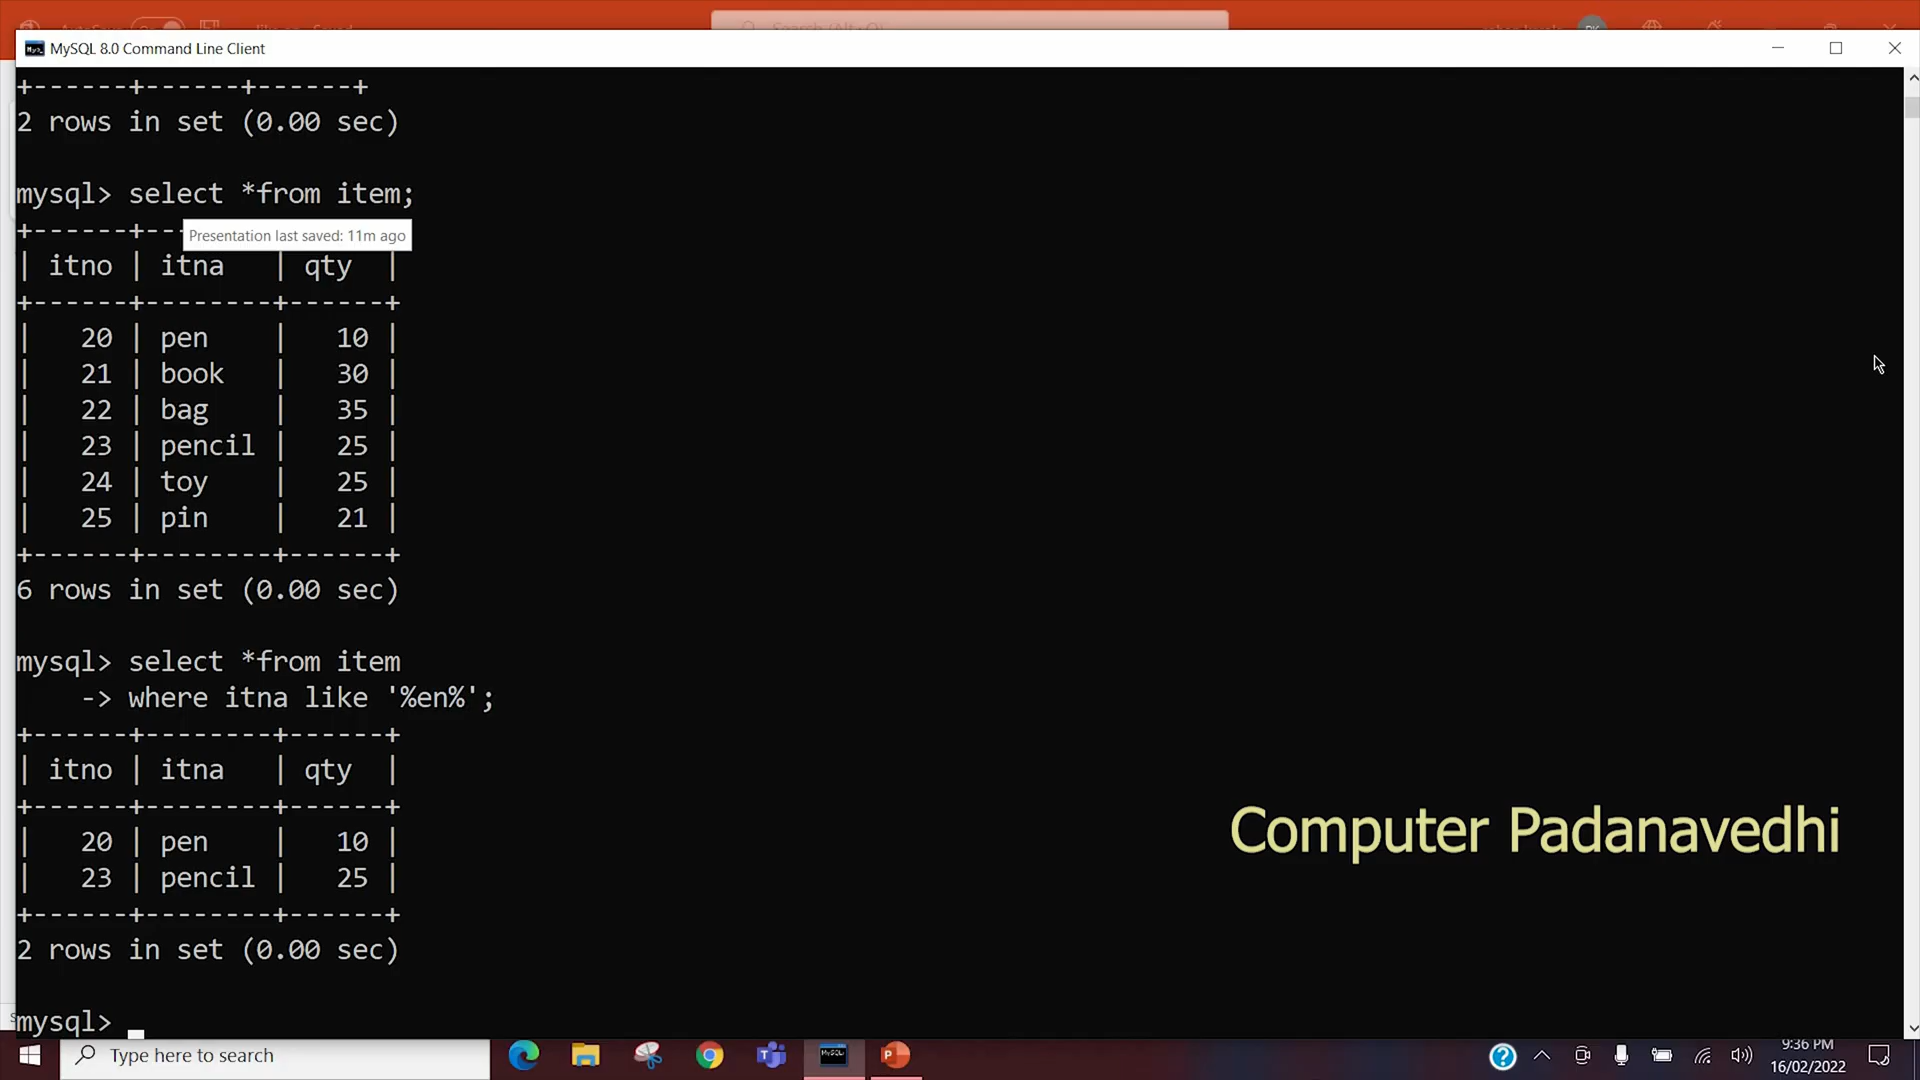 MySQL 8.0 Command Line Client
+------+------+------+
2 rows in set (0.00 sec)
mysql> select *from item;
+------+--
Presentation last saved: 11m ago
| itno | itna   | qty  |
+------+--------+------+
|   20 | pen    |   10 |
|   21 | book   |   30 |
|   22 | bag    |   35 |
|   23 | pencil |   25 |
|   24 | toy    |   25 |
|   25 | pin    |   21 |
+------+--------+------+
6 rows in set (0.00 sec)
mysql> select *from item
    -> where itna like '%en%';
+------+--------+------+
| itno | itna   | qty  |
+------+--------+------+
|   20 | pen    |   10 |
|   23 | pencil |   25 |
+------+--------+------+
2 rows in set (0.00 sec)
mysql>
Computer Padanavedhi
Type here to search
9:36 PM
16/02/2022